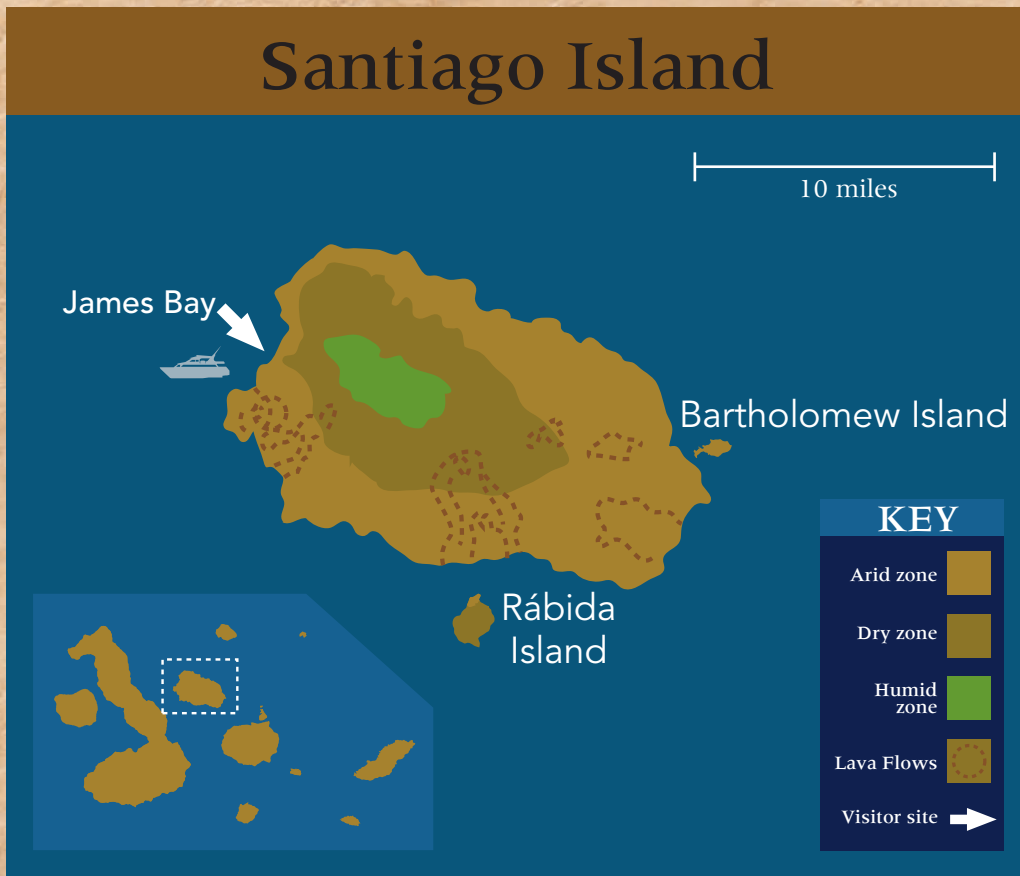 Santiago Island
10 miles
James Bay
Bartholomew Island
Rábida
Island
KEY
Arid zone
Dry zone
Humid
zone
Lava Flows
Visitor site